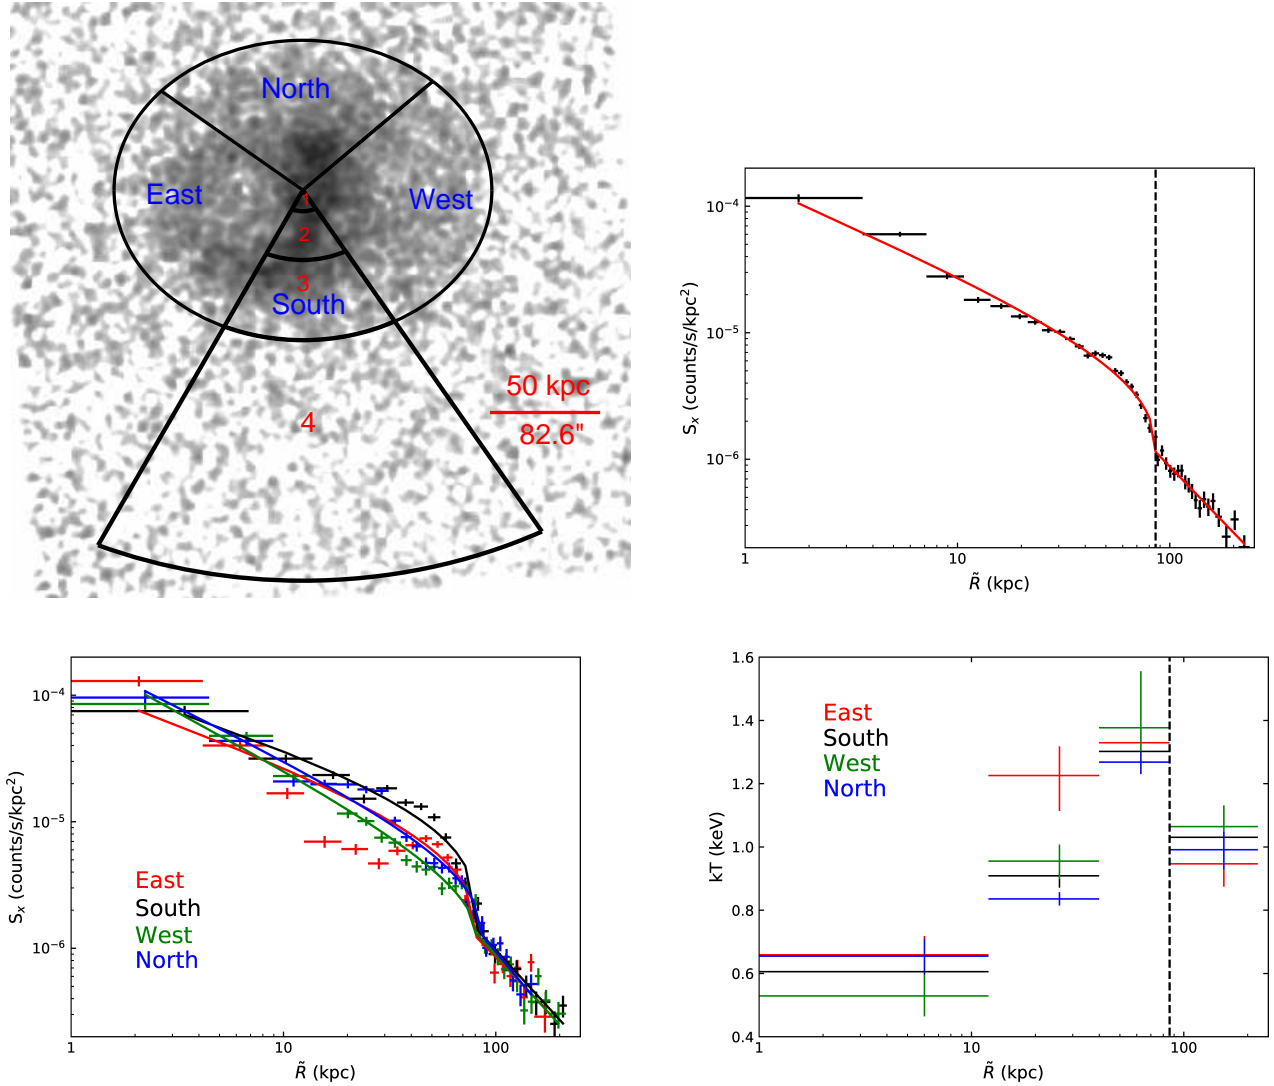 North
East
West
1
2
3
South
50 kpc
82.6"
4
10⁻⁴
10⁻⁵
10⁻⁶
Sₓ (counts/s/kpc²)
1
10
100
R̃ (kpc)
10⁻⁴
10⁻⁵
10⁻⁶
Sₓ (counts/s/kpc²)
East
South
West
North
1
10
100
R̃ (kpc)
1.6
1.4
1.2
1.0
0.8
0.6
0.4
kT (keV)
East
South
West
North
1
10
100
R̃ (kpc)